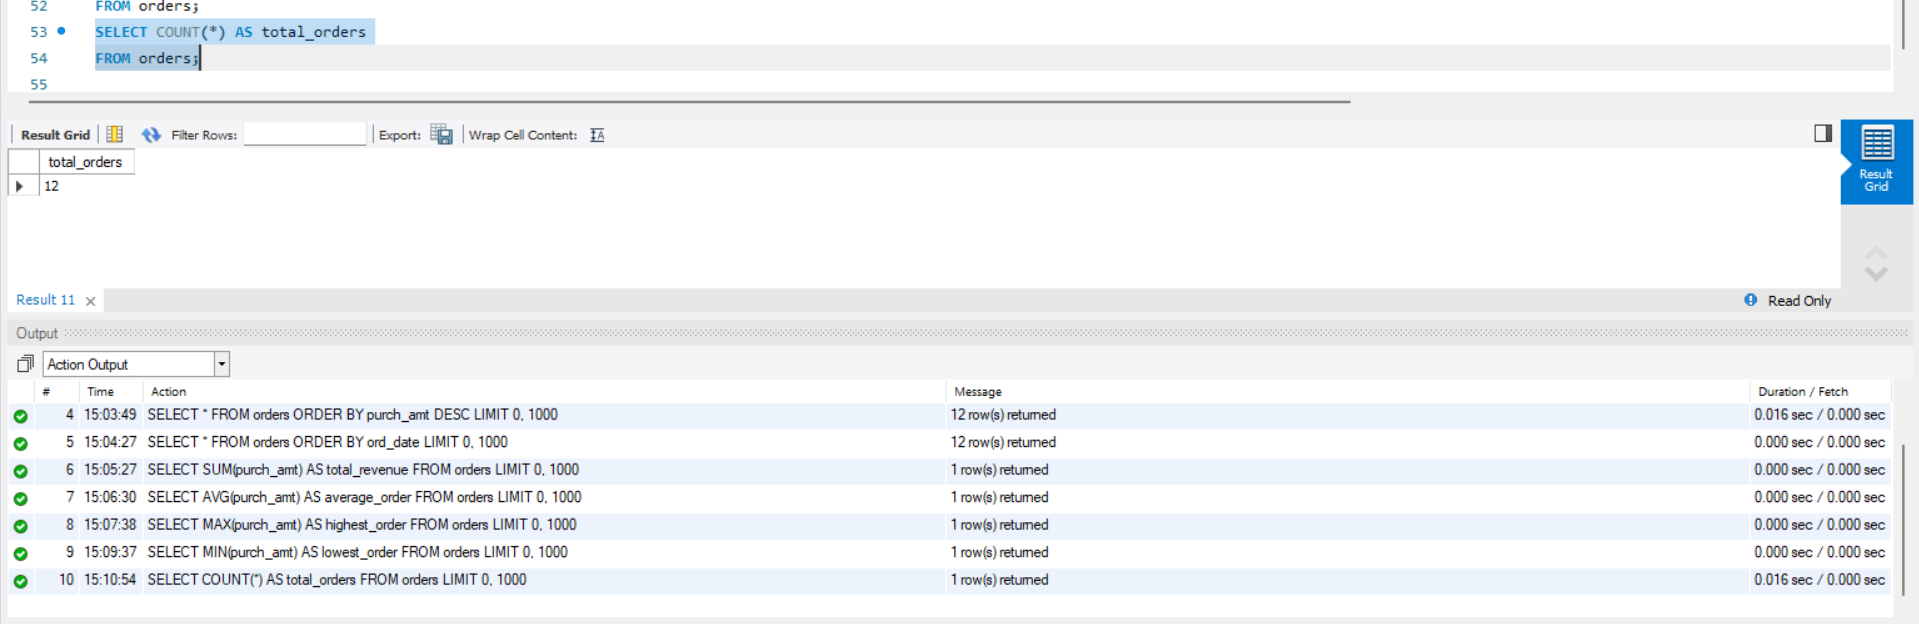 52 FROM orders;
53 SELECT COUNT(*) AS total_orders
54 FROM orders;
55
Result Grid Filter Rows: Export: Wrap Cell Content: IA
total_orders
12
Result Grid
Result 11 × Read Only
Output
Action Output
# Time Action Message Duration / Fetch
4 15:03:49 SELECT * FROM orders ORDER BY purch_amt DESC LIMIT 0, 1000 12 row(s) returned 0.016 sec / 0.000 sec
5 15:04:27 SELECT * FROM orders ORDER BY ord_date LIMIT 0, 1000 12 row(s) returned 0.000 sec / 0.000 sec
6 15:05:27 SELECT SUM(purch_amt) AS total_revenue FROM orders LIMIT 0, 1000 1 row(s) returned 0.000 sec / 0.000 sec
7 15:06:30 SELECT AVG(purch_amt) AS average_order FROM orders LIMIT 0, 1000 1 row(s) returned 0.000 sec / 0.000 sec
8 15:07:38 SELECT MAX(purch_amt) AS highest_order FROM orders LIMIT 0, 1000 1 row(s) returned 0.000 sec / 0.000 sec
9 15:09:37 SELECT MIN(purch_amt) AS lowest_order FROM orders LIMIT 0, 1000 1 row(s) returned 0.000 sec / 0.000 sec
10 15:10:54 SELECT COUNT(*) AS total_orders FROM orders LIMIT 0, 1000 1 row(s) returned 0.016 sec / 0.000 sec